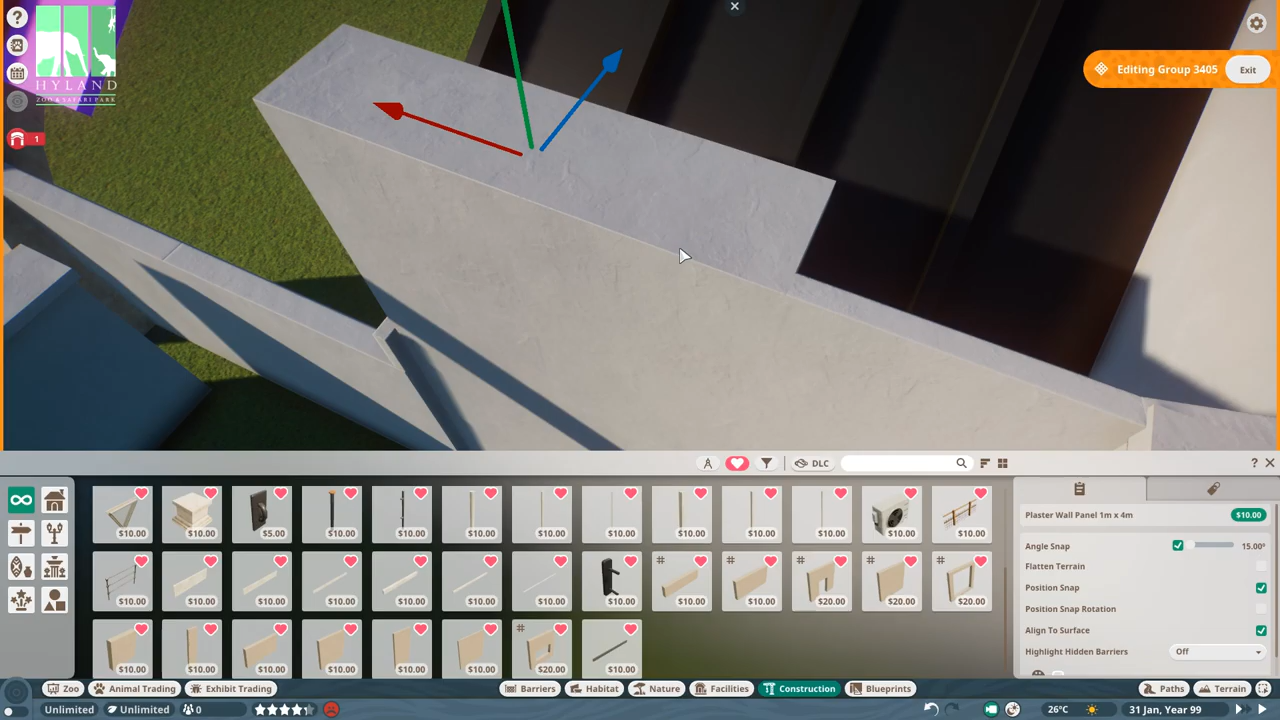 HYLAND
ZOO & SAFARI PARK
1
Editing Group 3405
Exit
DLC
?
$10.00 $10.00 $5.00 $10.00 $10.00 $10.00 $10.00 $10.00 $10.00 $10.00 $10.00 $10.00 $10.00
$10.00 $10.00 $10.00 $10.00 $10.00 $10.00 $10.00 $10.00 $10.00 $10.00 $20.00 $20.00 $20.00
$10.00 $10.00 $10.00 $10.00 $10.00 $10.00 $20.00 $10.00
Plaster Wall Panel 1m x 4m $10.00
Angle Snap 15.00°
Flatten Terrain
Position Snap
Position Snap Rotation
Align To Surface
Highlight Hidden Barriers Off
Zoo Animal Trading Exhibit Trading Barriers Habitat Nature Facilities Construction Blueprints Paths Terrain
Unlimited Unlimited 0 26°C 31 Jan, Year 99